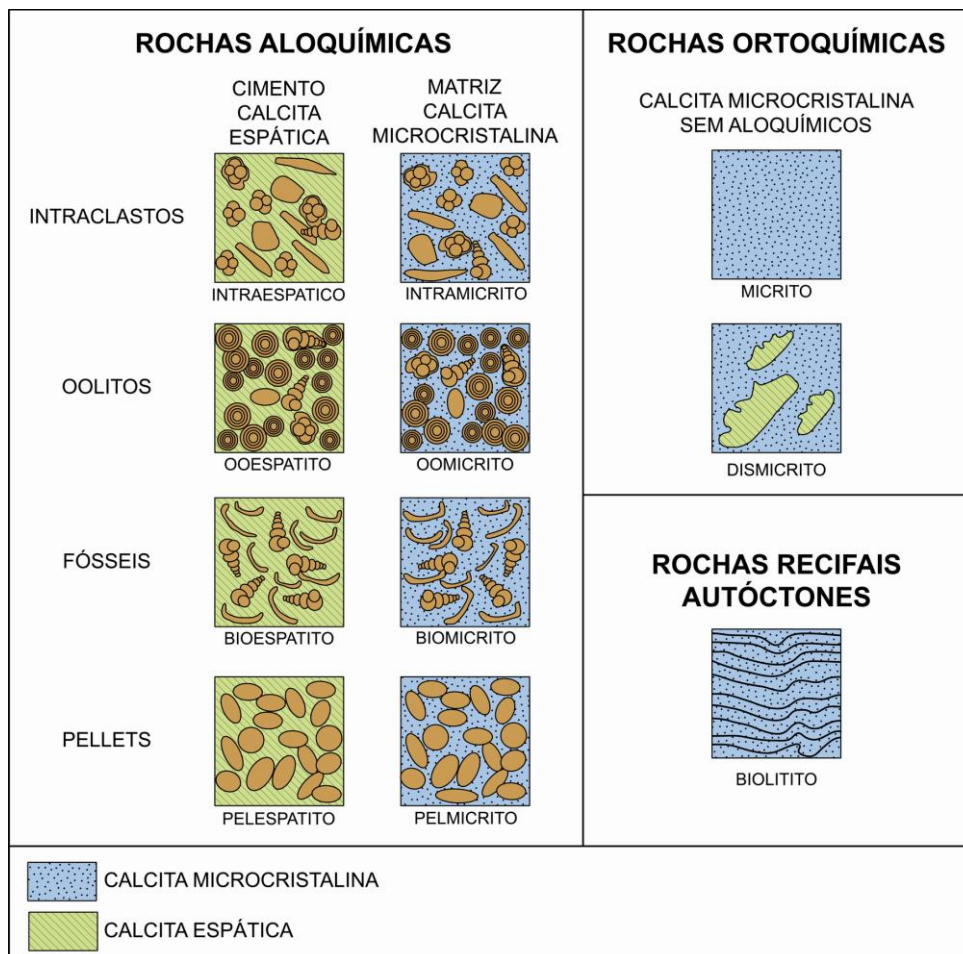 ROCHAS ALOQUÍMICAS
CIMENTO
CALCITA
ESPÁTICA
MATRIZ
CALCITA
MICROCRISTALINA
INTRACLASTOS
INTRAESPATICO
INTRAMICRITO
OOLITOS
OOESPATITO
OOMICRITO
FÓSSEIS
BIOESPATITO
BIOMICRITO
PELLETS
PELESPATITO
PELMICRITO
ROCHAS ORTOQUÍMICAS
CALCITA MICROCRISTALINA
SEM ALOQUÍMICOS
MICRITO
DISMICRITO
ROCHAS RECIFAIS
AUTÓCTONES
BIOLITITO
CALCITA MICROCRISTALINA
CALCITA ESPÁTICA